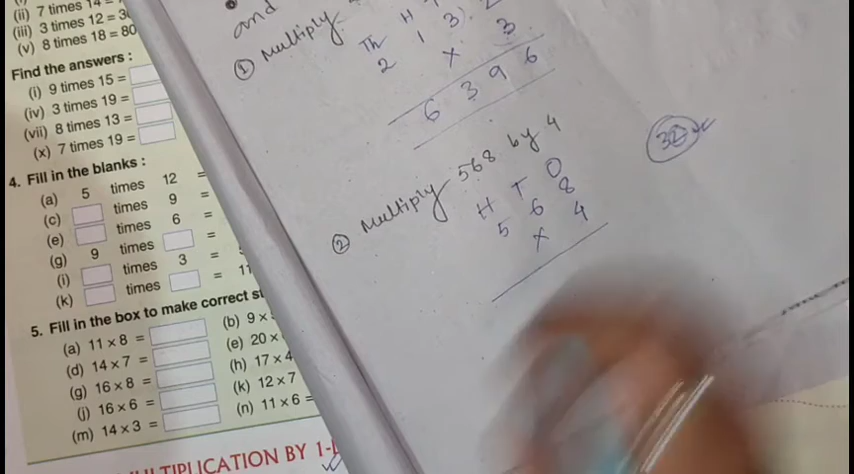 (ii) 7 times 14 =
(iii) 3 times 12 = 3
(v) 8 times 18 = 80
Find the answers :
(i) 9 times 15 =
(iv) 3 times 19 =
(vii) 8 times 13 =
(x) 7 times 19 =
4. Fill in the blanks :
(a) 5 times 12 =
(c) times 9 =
(e) times 6 =
(g) 9 times =
(i) times 3 =
(k) times = 11
5. Fill in the box to make correct st
(a) 11 x 8 = (b) 9 x
(d) 14 x 7 = (e) 20 x
(g) 16 x 8 = (h) 17 x 4
(j) 16 x 6 = (k) 12 x 7
(m) 14 x 3 = (n) 11 x 6 =
MULTIPLICATION BY 1-
and
① Multiply
Th H
2 1 3 2
x 3
6 3 9 6
② Multiply 568 by 4
H T O
5 6 8
x 4